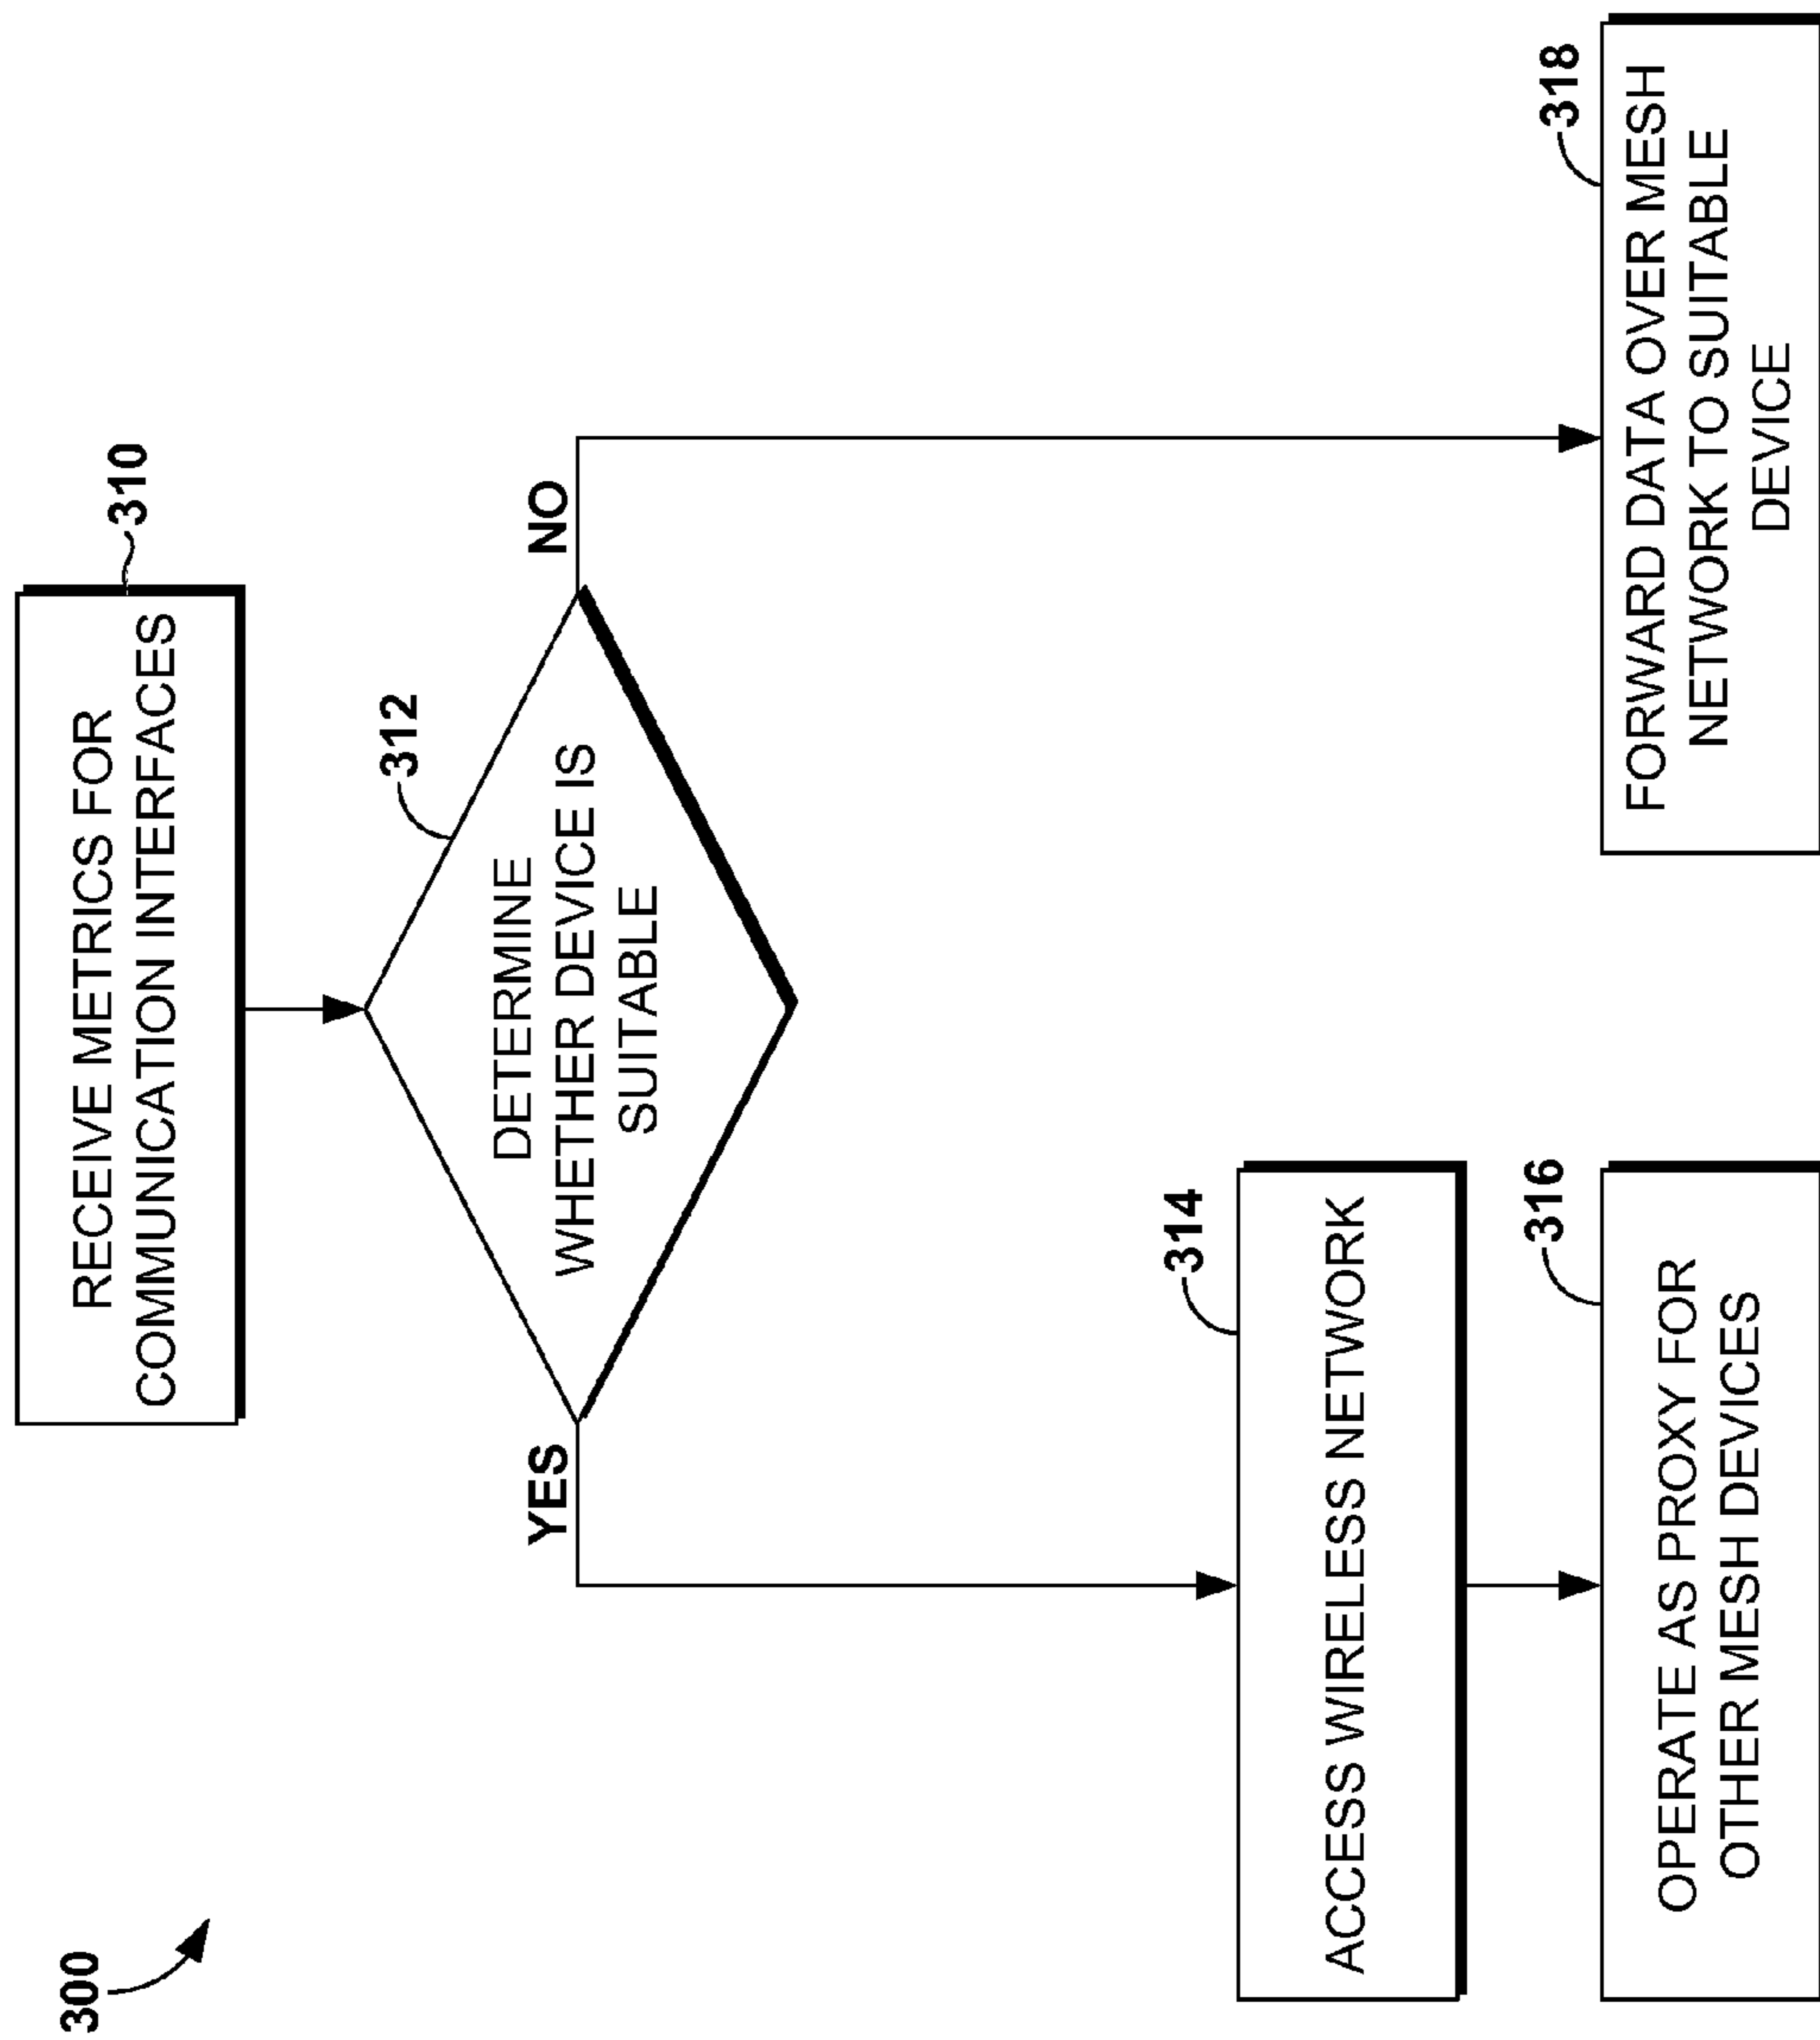 300
RECEIVE METRICS FOR
COMMUNICATION INTERFACES
310
312
DETERMINE
WHETHER DEVICE IS
SUITABLE
YES
NO
314
ACCESS WIRELESS NETWORK
316
OPERATE AS PROXY FOR
OTHER MESH DEVICES
318
FORWARD DATA OVER MESH
NETWORK TO SUITABLE
DEVICE